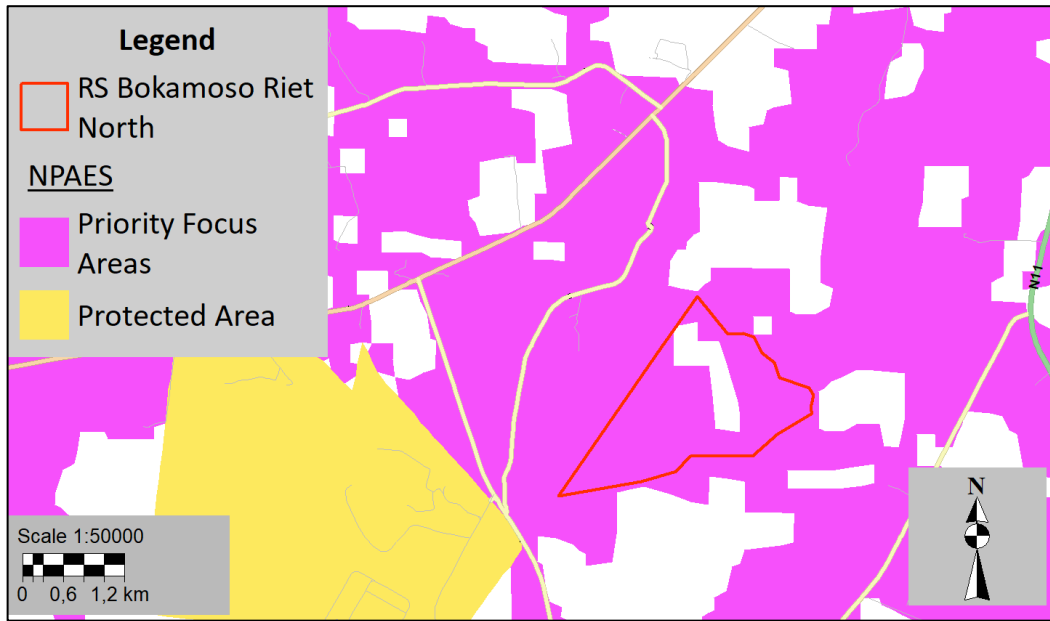 Legend
RS Bokamoso Riet
North
NPAES
Priority Focus
Areas
Protected Area
N11
N
Scale 1:50000
0 0,6 1,2 km